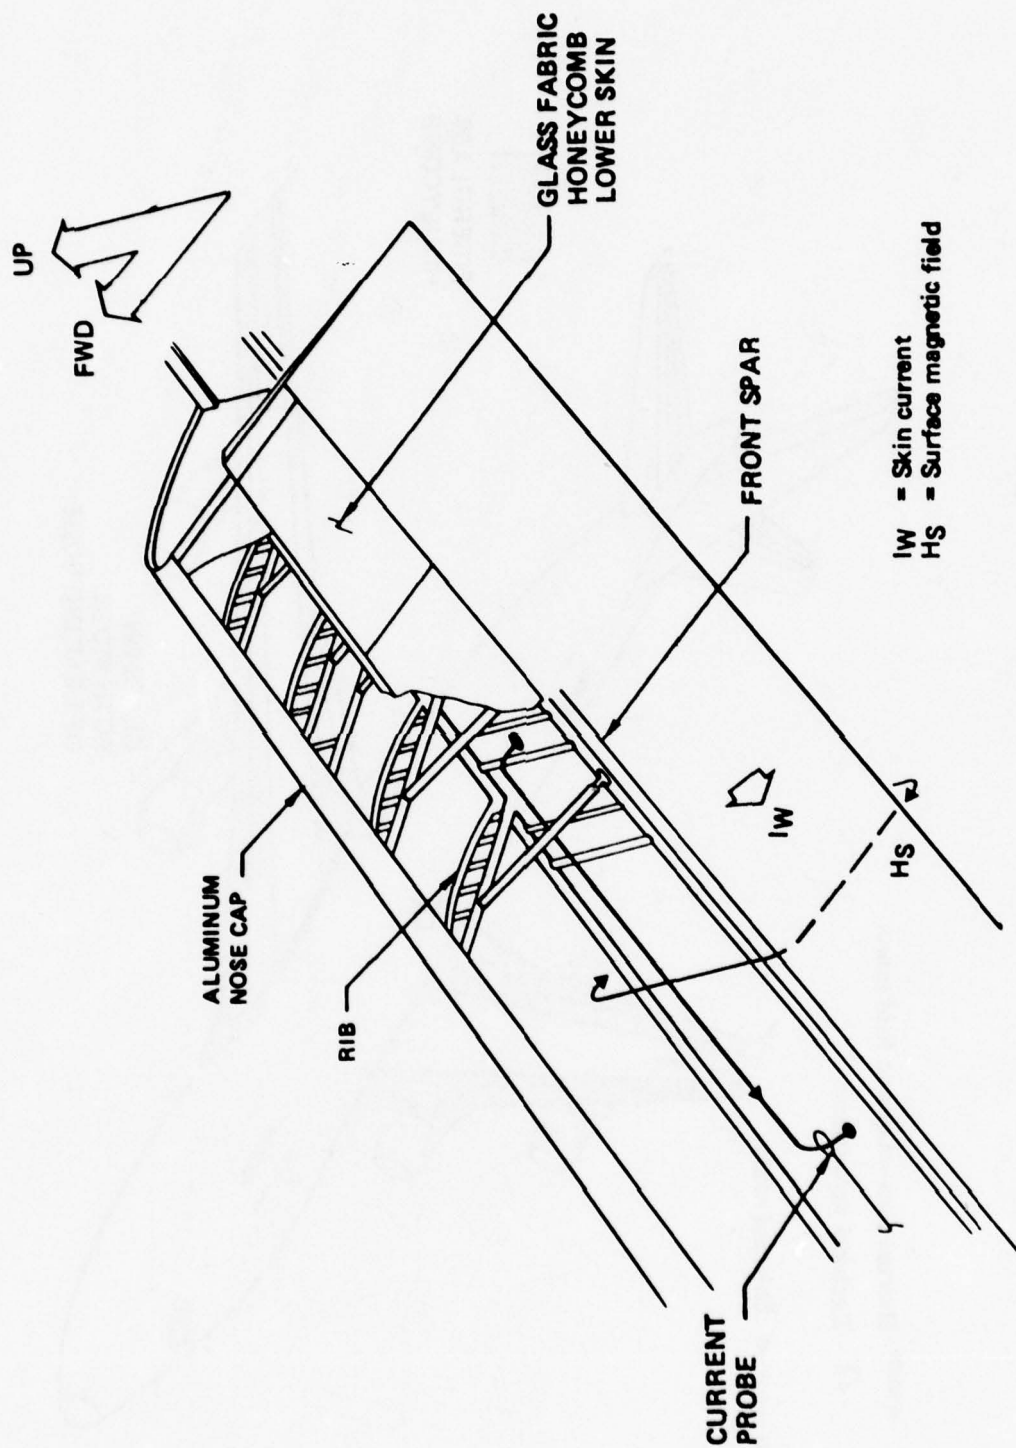 UP
FWD
GLASS FABRIC
HONEYCOMB
LOWER SKIN
ALUMINUM
NOSE CAP
RIB
FRONT SPAR
IW
HS
IW = Skin current
HS = Surface magnetic field
CURRENT
PROBE